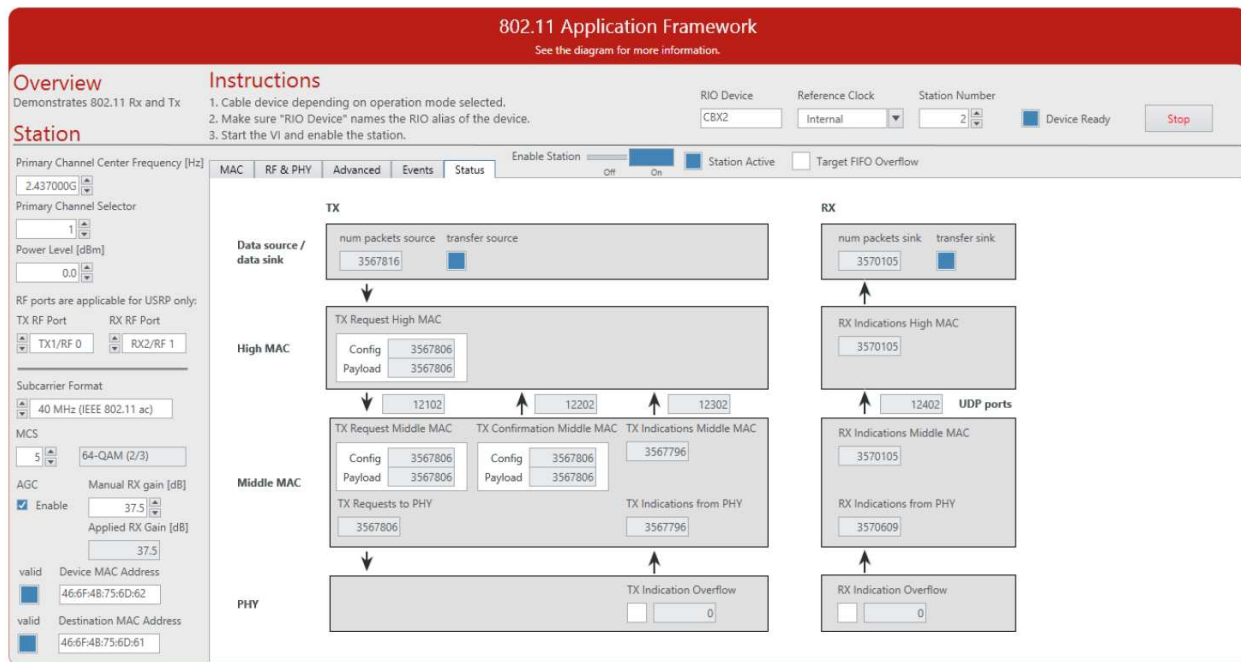 802.11 Application Framework
See the diagram for more information.
Overview
Demonstrates 802.11 Rx and Tx
Instructions
1. Cable device depending on operation mode selected.
2. Make sure "RIO Device" names the RIO alias of the device.
3. Start the VI and enable the station.
RIO Device
CBX2
Reference Clock
Internal
Station Number
2
Device Ready
Stop
Station
Primary Channel Center Frequency [Hz]
2.437000G
Primary Channel Selector
1
Power Level [dBm]
0.0
RF ports are applicable for USRP only:
TX RF Port RX RF Port
TX1/RF 0 RX2/RF 1
Subcarrier Format
40 MHz (IEEE 802.11 ac)
MCS
5 64-QAM (2/3)
AGC Manual RX gain [dB]
Enable 37.5
Applied RX Gain [dB]
37.5
valid Device MAC Address
46:6F:4B:75:6D:62
valid Destination MAC Address
46:6F:4B:75:6D:61
MAC RF & PHY Advanced Events Status
Enable Station
Off On
Station Active
Target FIFO Overflow
TX RX
Data source /
data sink
num packets source transfer source
3567816
num packets sink transfer sink
3570105
High MAC
TX Request High MAC
Config 3567806
Payload 3567806
RX Indications High MAC
3570105
12102 12202 12302 12402 UDP ports
Middle MAC
TX Request Middle MAC
Config 3567806
Payload 3567806
TX Confirmation Middle MAC
Config 3567806
Payload 3567806
TX Indications Middle MAC
3567796
RX Indications Middle MAC
3570105
TX Requests to PHY
3567806
TX Indications from PHY
3567796
RX Indications from PHY
3570609
PHY
TX Indication Overflow
0
RX Indication Overflow
0